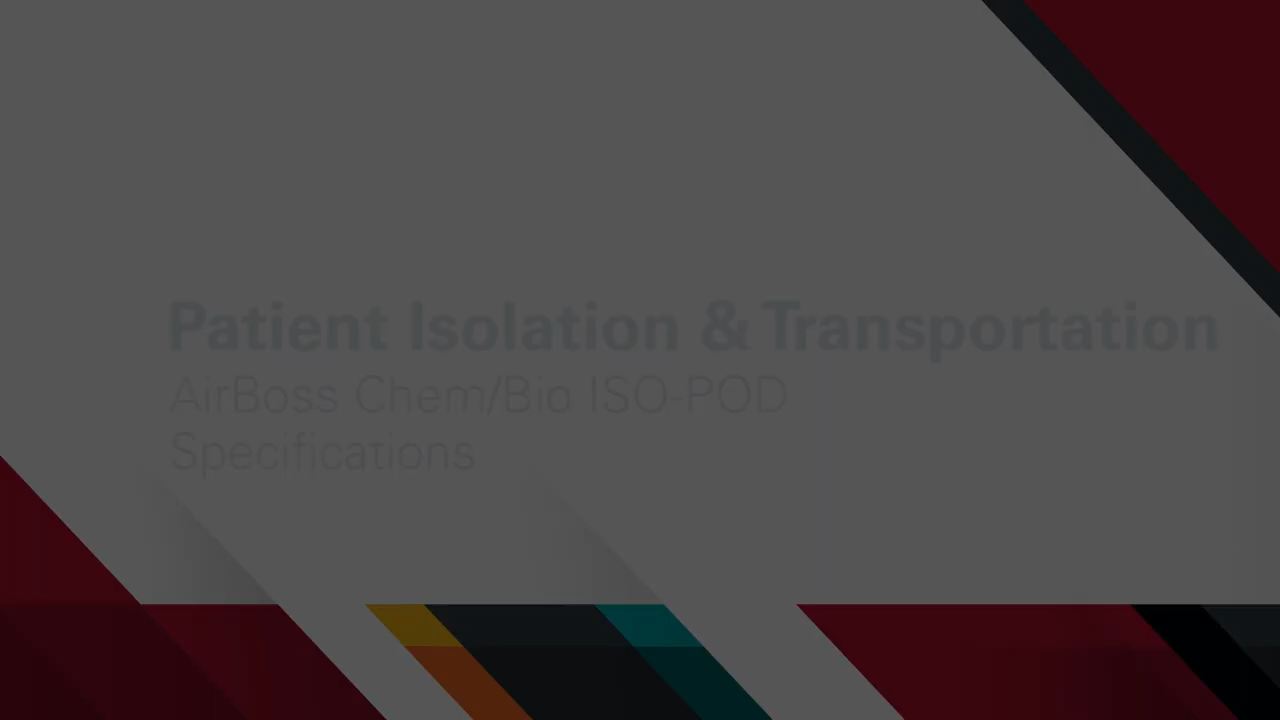 Patient Isolation & Transportation
AirBoss Chem/Bio ISO-POD
Specifications